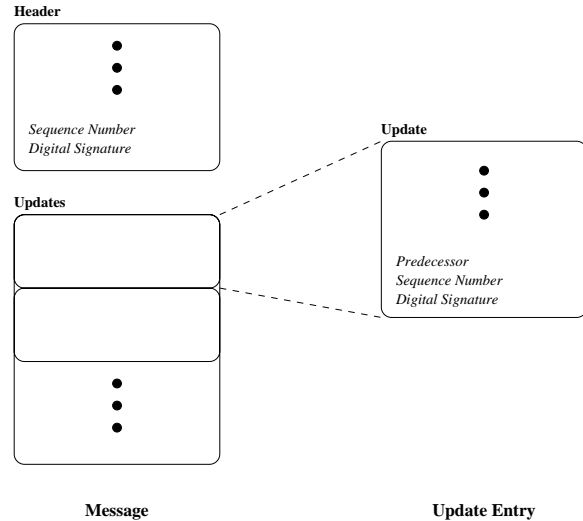 Header
Sequence Number
Digital Signature
Updates
Update
Predecessor
Sequence Number
Digital Signature
Message
Update Entry